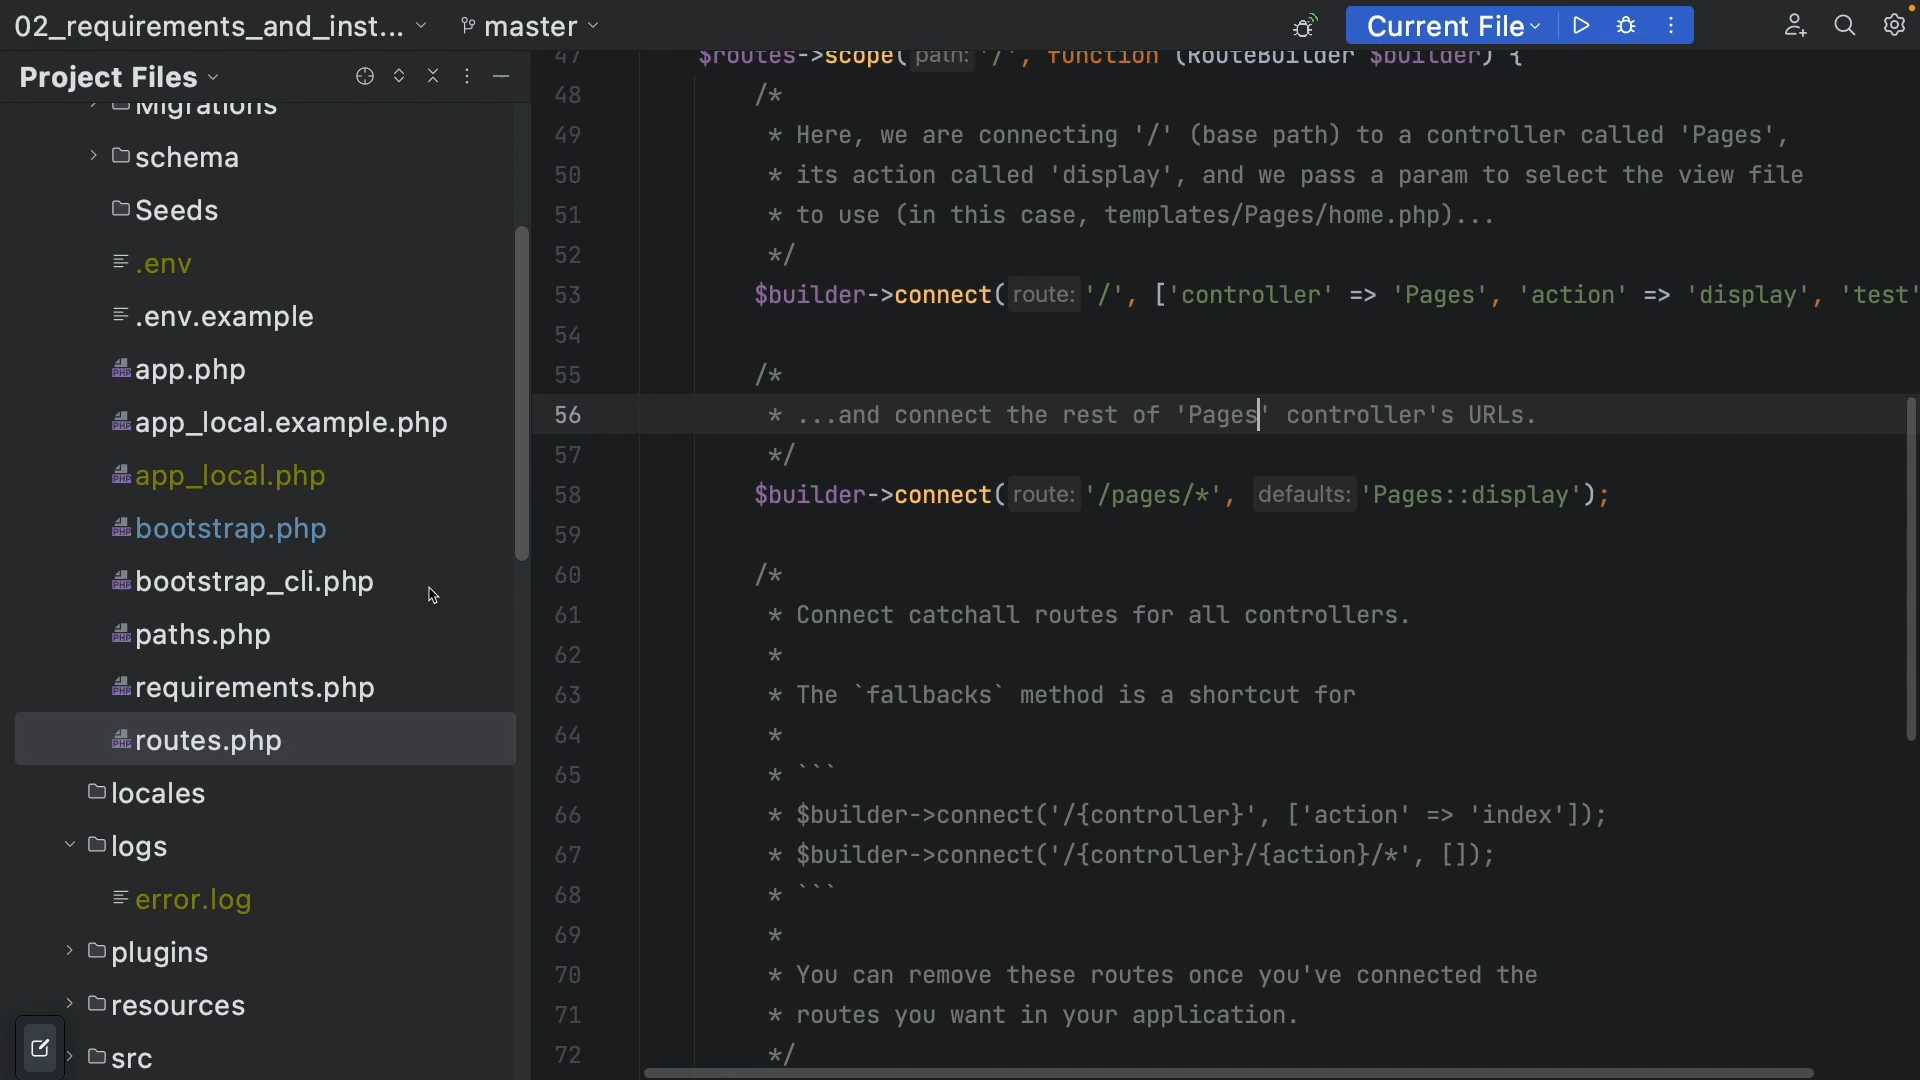 02_requirements_and_inst...
master
Current File
Project Files
Migrations
schema
Seeds
.env
.env.example
app.php
app_local.example.php
app_local.php
bootstrap.php
bootstrap_cli.php
paths.php
requirements.php
routes.php
locales
logs
error.log
plugins
resources
src
47 $routes->scope( path: '/', function (RouteBuilder $builder) {
48 /*
49 * Here, we are connecting '/' (base path) to a controller called 'Pages',
50 * its action called 'display', and we pass a param to select the view file
51 * to use (in this case, templates/Pages/home.php)...
52 */
53 $builder->connect( route: '/', ['controller' => 'Pages', 'action' => 'display', 'test'
54
55 /*
56 * ...and connect the rest of 'Pages' controller's URLs.
57 */
58 $builder->connect( route: '/pages/*', defaults: 'Pages::display');
59
60 /*
61 * Connect catchall routes for all controllers.
62 *
63 * The `fallbacks` method is a shortcut for
64 *
65 * ```
66 * $builder->connect('/{controller}', ['action' => 'index']);
67 * $builder->connect('/{controller}/{action}/*', []);
68 * ```
69 *
70 * You can remove these routes once you've connected the
71 * routes you want in your application.
72 */